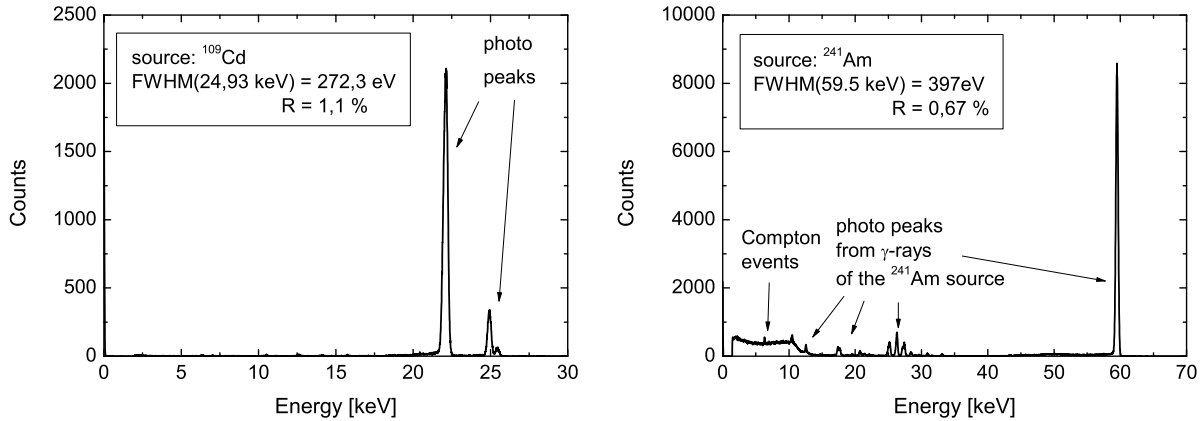 2500
2000
1500
1000
500
0
Counts
source: ¹⁰⁹Cd
FWHM(24,93 keV) = 272,3 eV
R = 1,1 %
photo
peaks
0 5 10 15 20 25 30
Energy [keV]
10000
8000
6000
4000
2000
0
Counts
source: ²⁴¹Am
FWHM(59.5 keV) = 397eV
R = 0,67 %
Compton
events
photo peaks
from γ-rays
of the ²⁴¹Am source
0 10 20 30 40 50 60 70
Energy [keV]